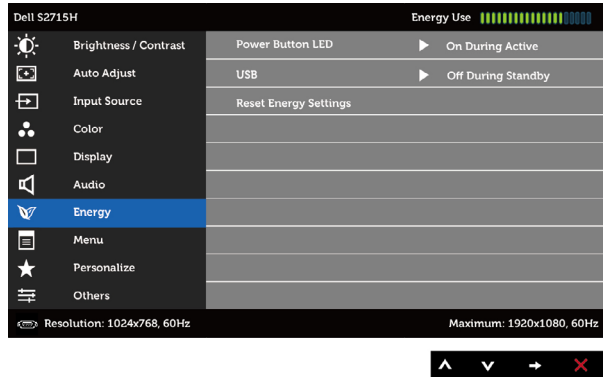 Dell S2715H Energy Use
Brightness / Contrast Power Button LED On During Active
Auto Adjust USB Off During Standby
Input Source Reset Energy Settings
Color
Display
Audio
Energy
Menu
Personalize
Others
Resolution: 1024x768, 60Hz Maximum: 1920x1080, 60Hz